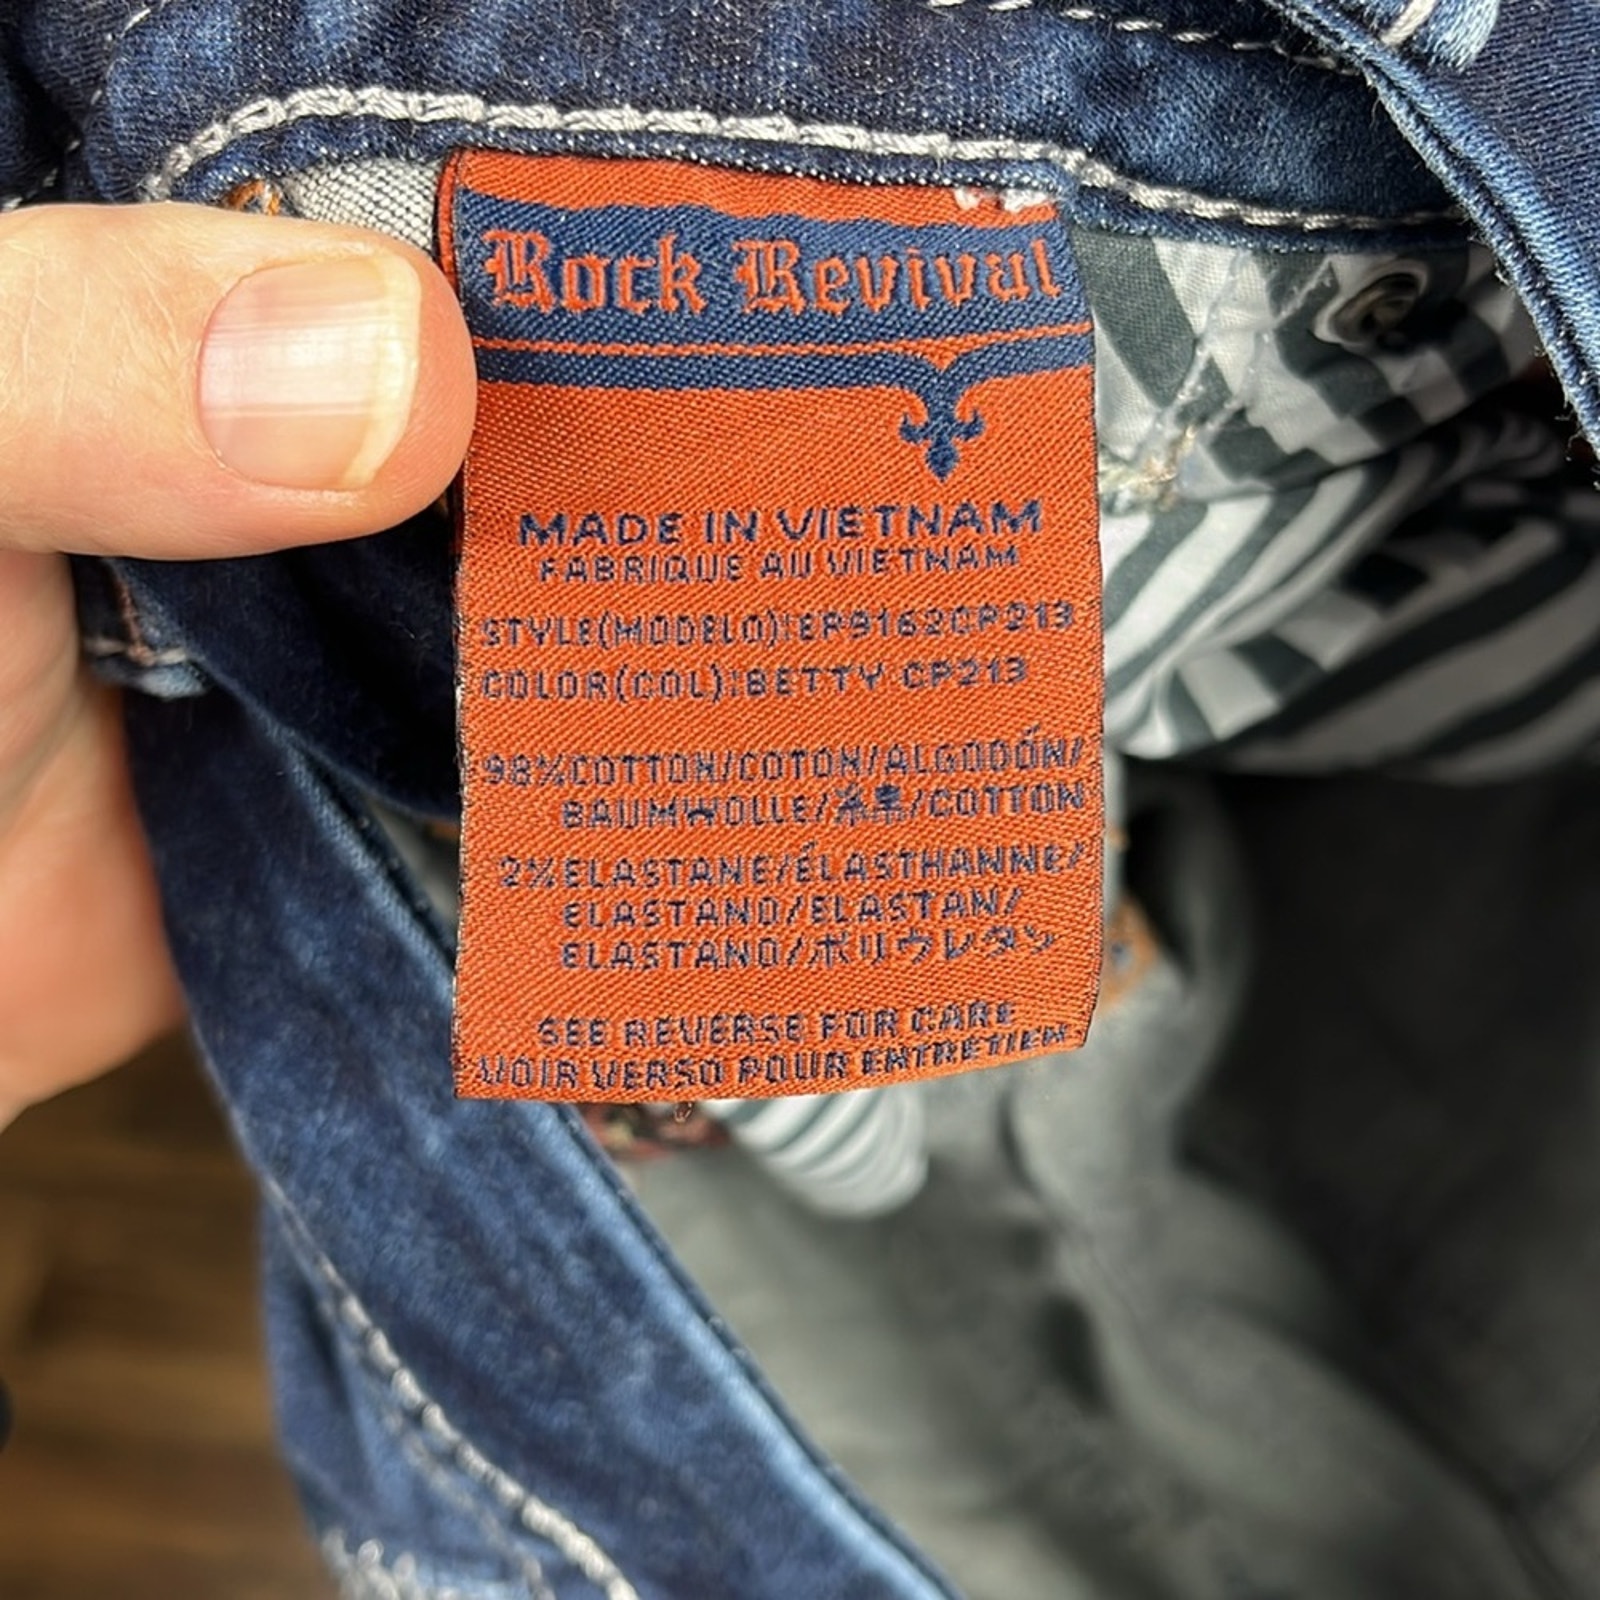 Rock Revival
MADE IN VIETNAM
FABRIQUE AU VIETNAM
STYLE(MODELO):EP9162CP213
COLOR(COL):BETTY CP213
98%COTTON/COTON/ALGODÓN/
BAUMWOLLE/綿/COTTON
2%ELASTANE/ÉLASTHANNE/
ELASTANO/ELASTAN/
ELASTANO/ポリウレタン
SEE REVERSE FOR CARE
VOIR VERSO POUR ENTRETIEN